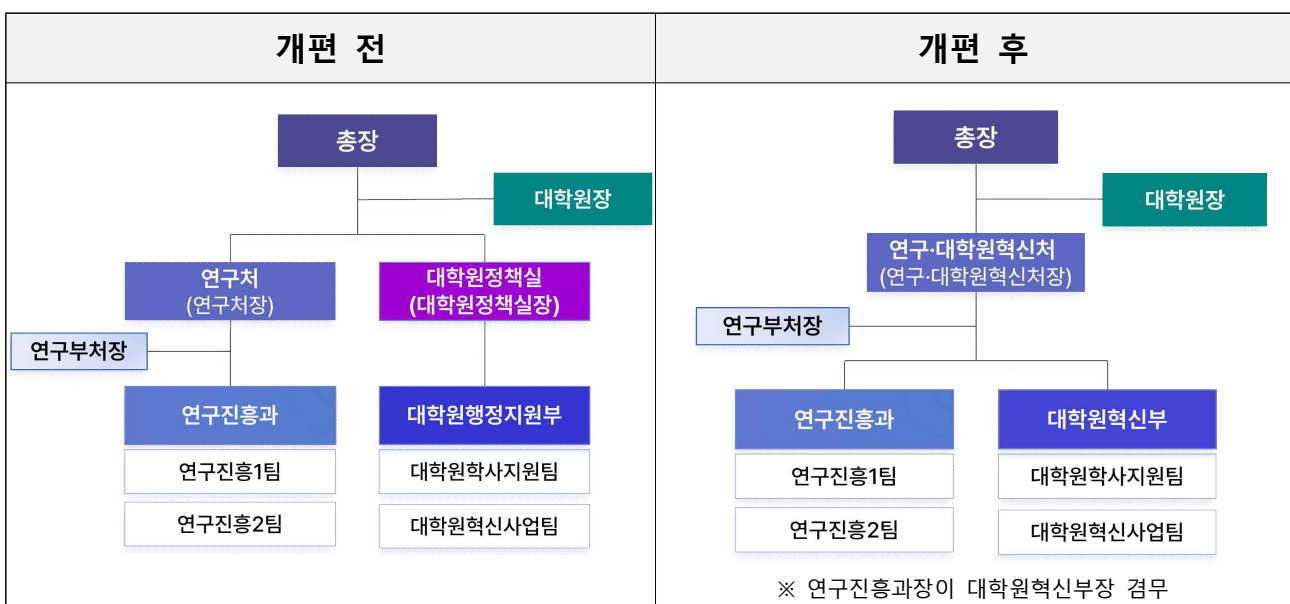 개편 전
개편 후
총장
대학원장
연구처
(연구처장)
대학원정책실
(대학원정책실장)
연구부처장
연구진흥과
대학원행정지원부
연구진흥1팀
대학원학사지원팀
연구진흥2팀
대학원혁신사업팀
총장
대학원장
연구·대학원혁신처
(연구·대학원혁신처장)
연구부처장
연구진흥과
대학원혁신부
연구진흥1팀
대학원학사지원팀
연구진흥2팀
대학원혁신사업팀
※ 연구진흥과장이 대학원혁신부장 겸무